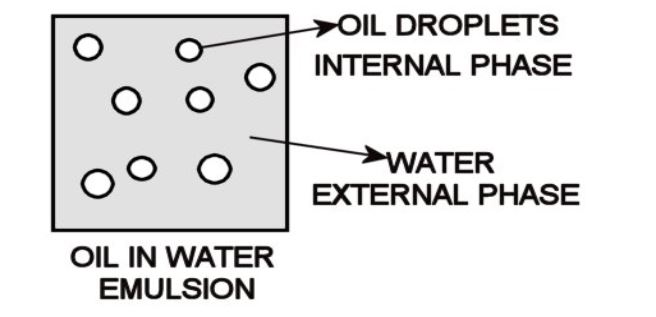 OIL DROPLETS
INTERNAL PHASE
WATER
EXTERNAL PHASE
OIL IN WATER
EMULSION